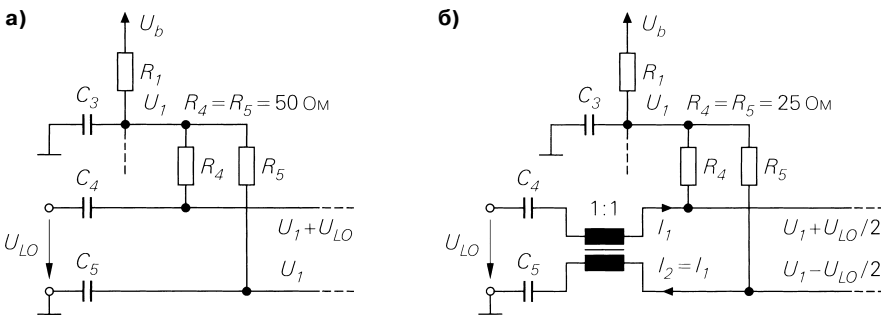 а)
U_b
R_1
C_3
U_1
R_4 = R_5 = 50 Ом
R_4
R_5
C_4
U_1 + U_LO
U_LO
C_5
U_1
б)
U_b
R_1
C_3
U_1
R_4 = R_5 = 25 Ом
R_4
R_5
C_4
1:1
I_1
U_1 + U_LO/2
U_LO
C_5
I_2 = I_1
U_1 – U_LO/2